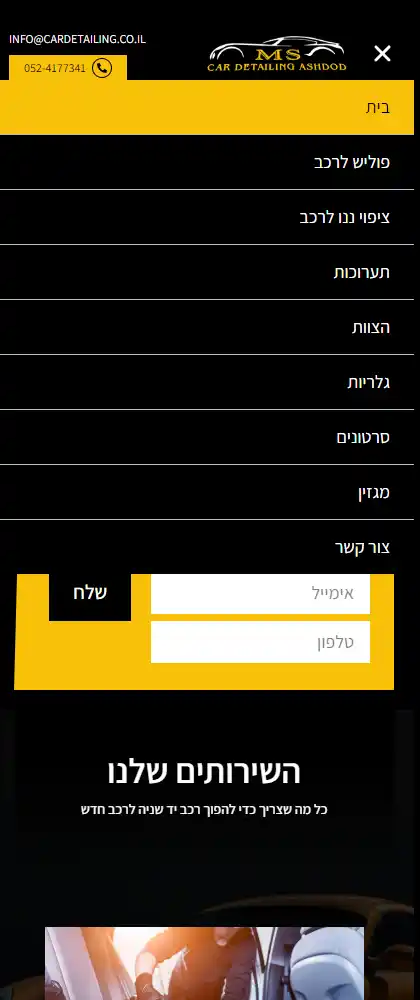 INFO@CARDETAILING.CO.IL
052-4177341
MS
CAR DETAILING ASHDOD
בית
פוליש לרכב
ציפוי ננו לרכב
תערוכות
הצוות
גלריות
סרטונים
מגזין
צור קשר
אימייל
שלח
טלפון
השירותים שלנו
כל מה שצריך כדי להפוך רכב יד שניה לרכב חדש